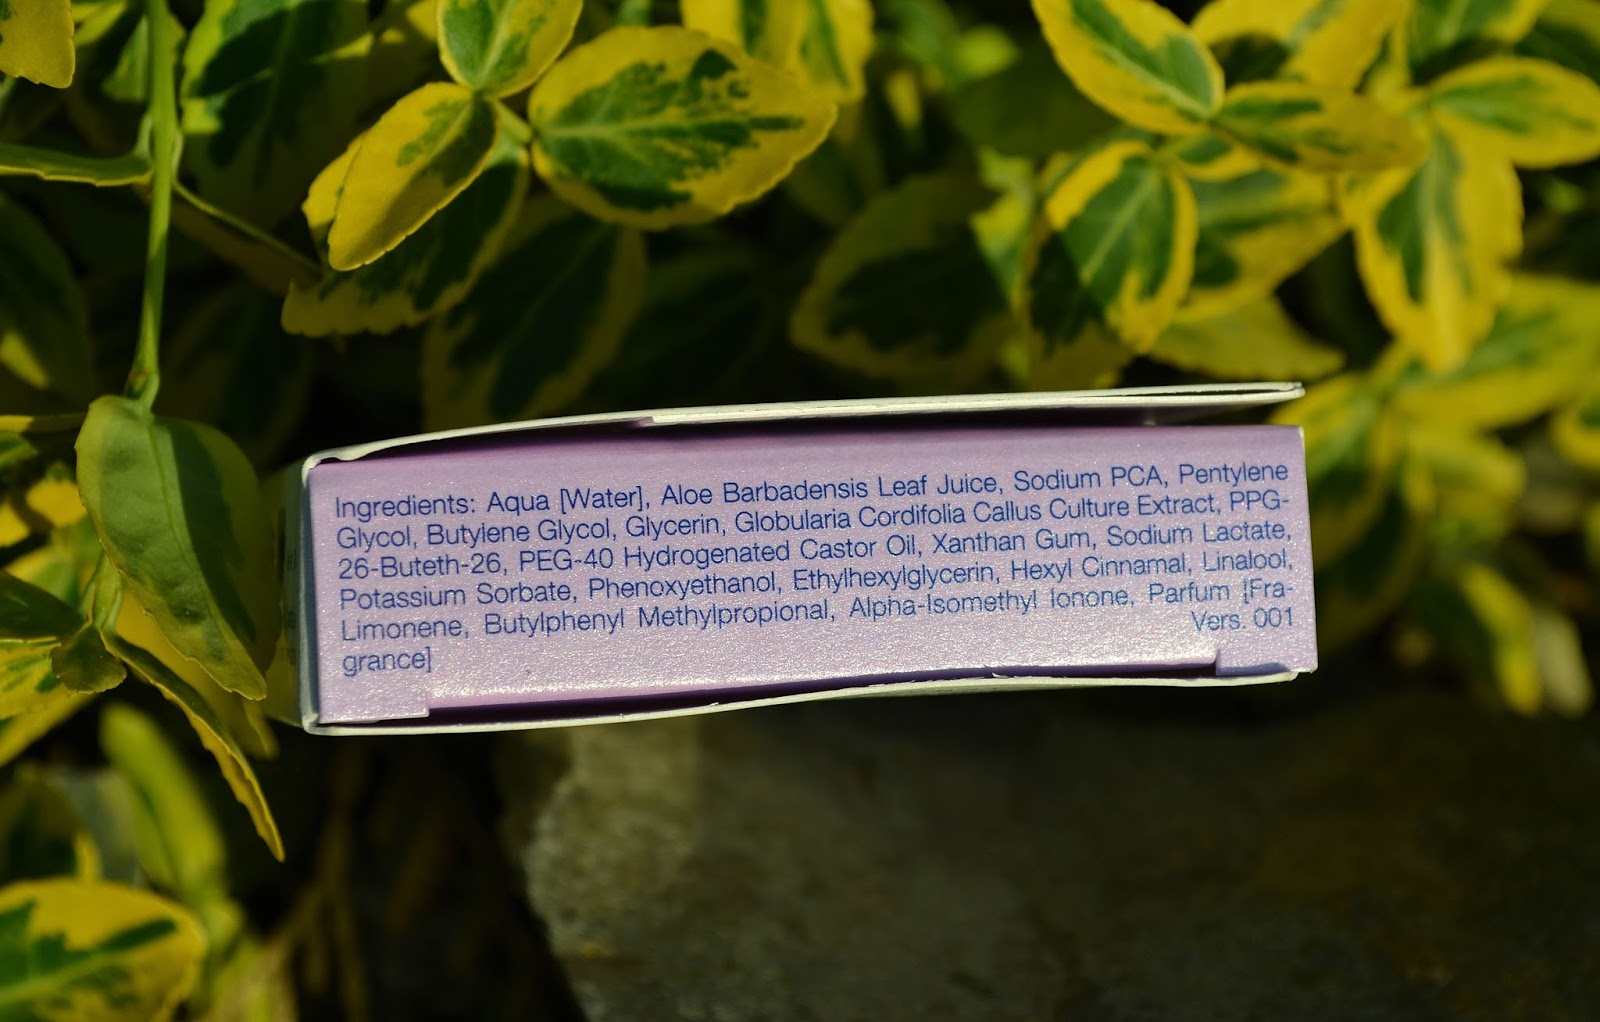 Ingredients: Aqua [Water], Aloe Barbadensis Leaf Juice, Sodium PCA, Pentylene
Glycol, Butylene Glycol, Glycerin, Globularia Cordifolia Callus Culture Extract, PPG-
26-Buteth-26, PEG-40 Hydrogenated Castor Oil, Xanthan Gum, Sodium Lactate,
Potassium Sorbate, Phenoxyethanol, Ethylhexylglycerin, Hexyl Cinnamal, Linalool,
Limonene, Butylphenyl Methylpropional, Alpha-Isomethyl Ionone, Parfum [Fra-
grance]
Vers. 001